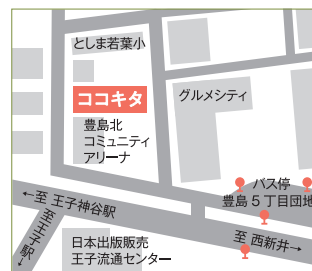 としま若葉小
ココキタ
グルメシティ
豊島北
コミュニティ
アリーナ
バス停
豊島5丁目団地
←至 王子神谷駅
至 西新井→
至王子駅→
日本出版販売
王子流通センター